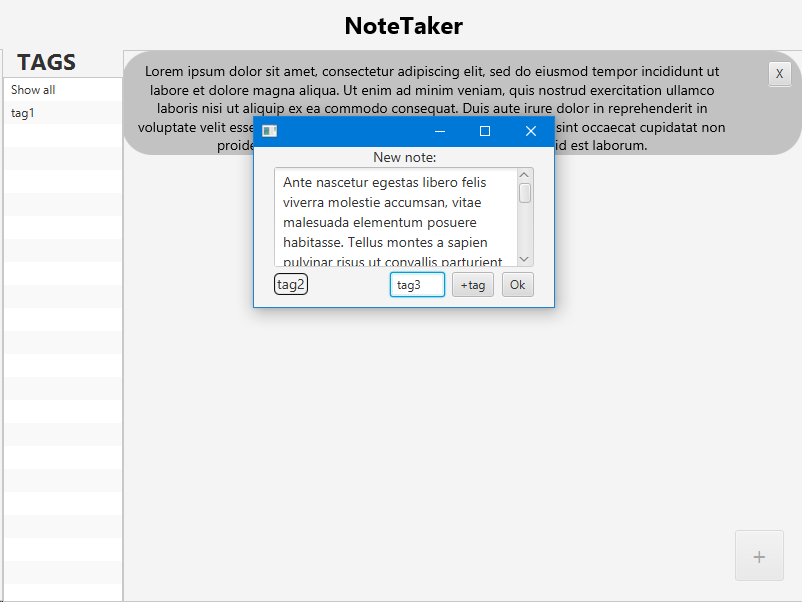 NoteTaker
TAGS
Show all
tag1
Lorem ipsum dolor sit amet, consectetur adipiscing elit, sed do eiusmod tempor incididunt ut
labore et dolore magna aliqua. Ut enim ad minim veniam, quis nostrud exercitation ullamco
laboris nisi ut aliquip ex ea commodo consequat. Duis aute irure dolor in reprehenderit in
voluptate velit esse sint occaecat cupidatat non
id est laborum.
X
New note:
Ante nascetur egestas libero felis
viverra molestie accumsan, vitae
malesuada elementum posuere
habitasse. Tellus montes a sapien
pulvinar risus ut convallis parturient
tag2
tag3
+tag
Ok
+